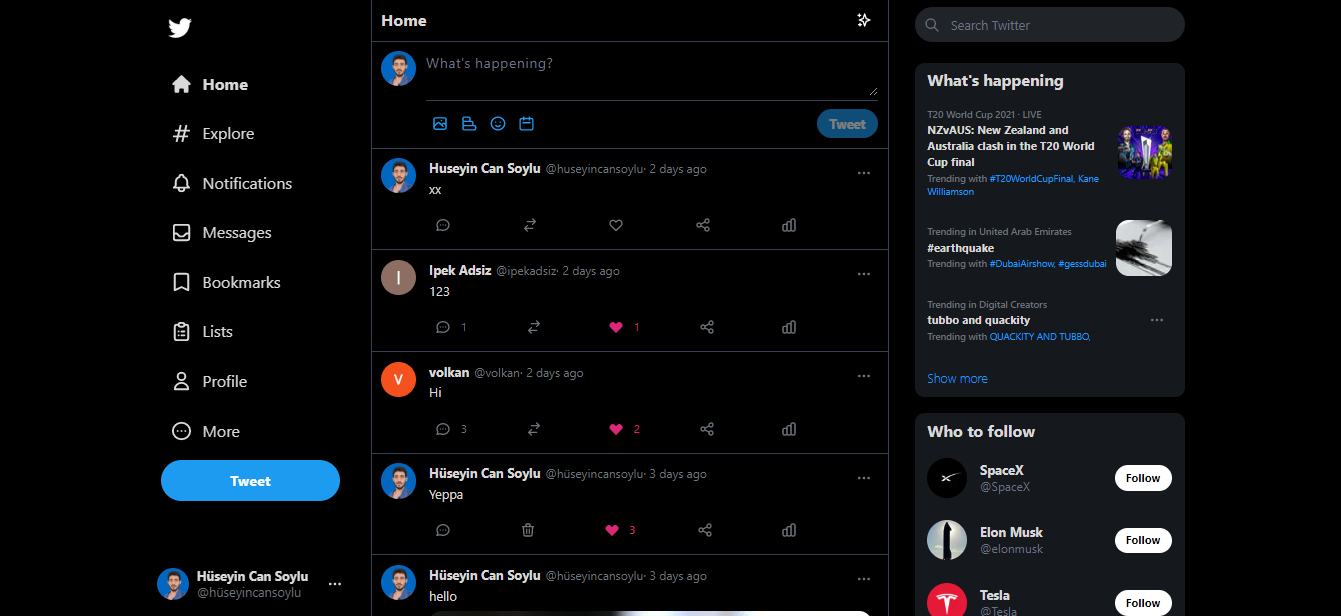 Home
Explore
Notifications
Messages
Bookmarks
Lists
Profile
More
Tweet
Hüseyin Can Soylu
@hüseyincansoylu
Home
What's happening?
Tweet
Huseyin Can Soylu @huseyincansoylu· 2 days ago
xx
I
Ipek Adsiz @ipekadsiz· 2 days ago
123
1 1
V
volkan @volkan· 2 days ago
Hi
3 2
Hüseyin Can Soylu @hüseyincansoylu· 3 days ago
Yeppa
3
Hüseyin Can Soylu @hüseyincansoylu· 3 days ago
hello
Search Twitter
What's happening
T20 World Cup 2021 · LIVE
NZvAUS: New Zealand and
Australia clash in the T20 World
Cup final
Trending with #T20WorldCupFinal, Kane
Williamson
Trending in United Arab Emirates
#earthquake
Trending with #DubaiAirshow, #gessdubai
Trending in Digital Creators
tubbo and quackity
Trending with QUACKITY AND TUBBO,
Show more
Who to follow
SpaceX
@SpaceX
Follow
Elon Musk
@elonmusk
Follow
Tesla
@Tesla
Follow